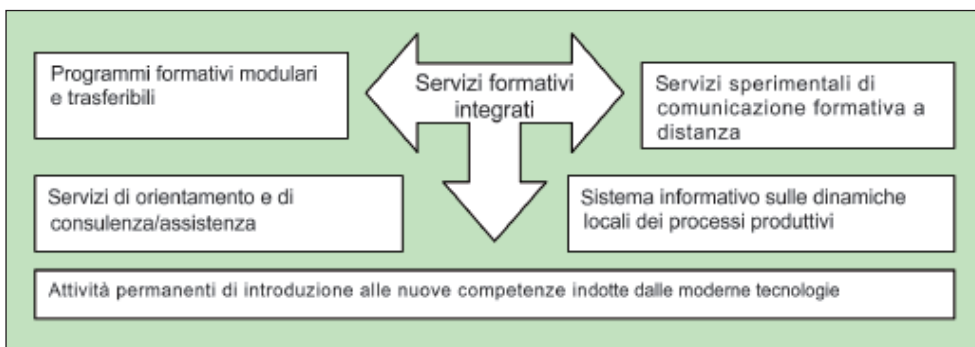 Programmi formativi modulari
e trasferibili
Servizi formativi
integrati
Servizi sperimentali di
comunicazione formativa a
distanza
Servizi di orientamento e di
consulenza/assistenza
Sistema informativo sulle dinamiche
locali dei processi produttivi
Attività permanenti di introduzione alle nuove competenze indotte dalle moderne tecnologie